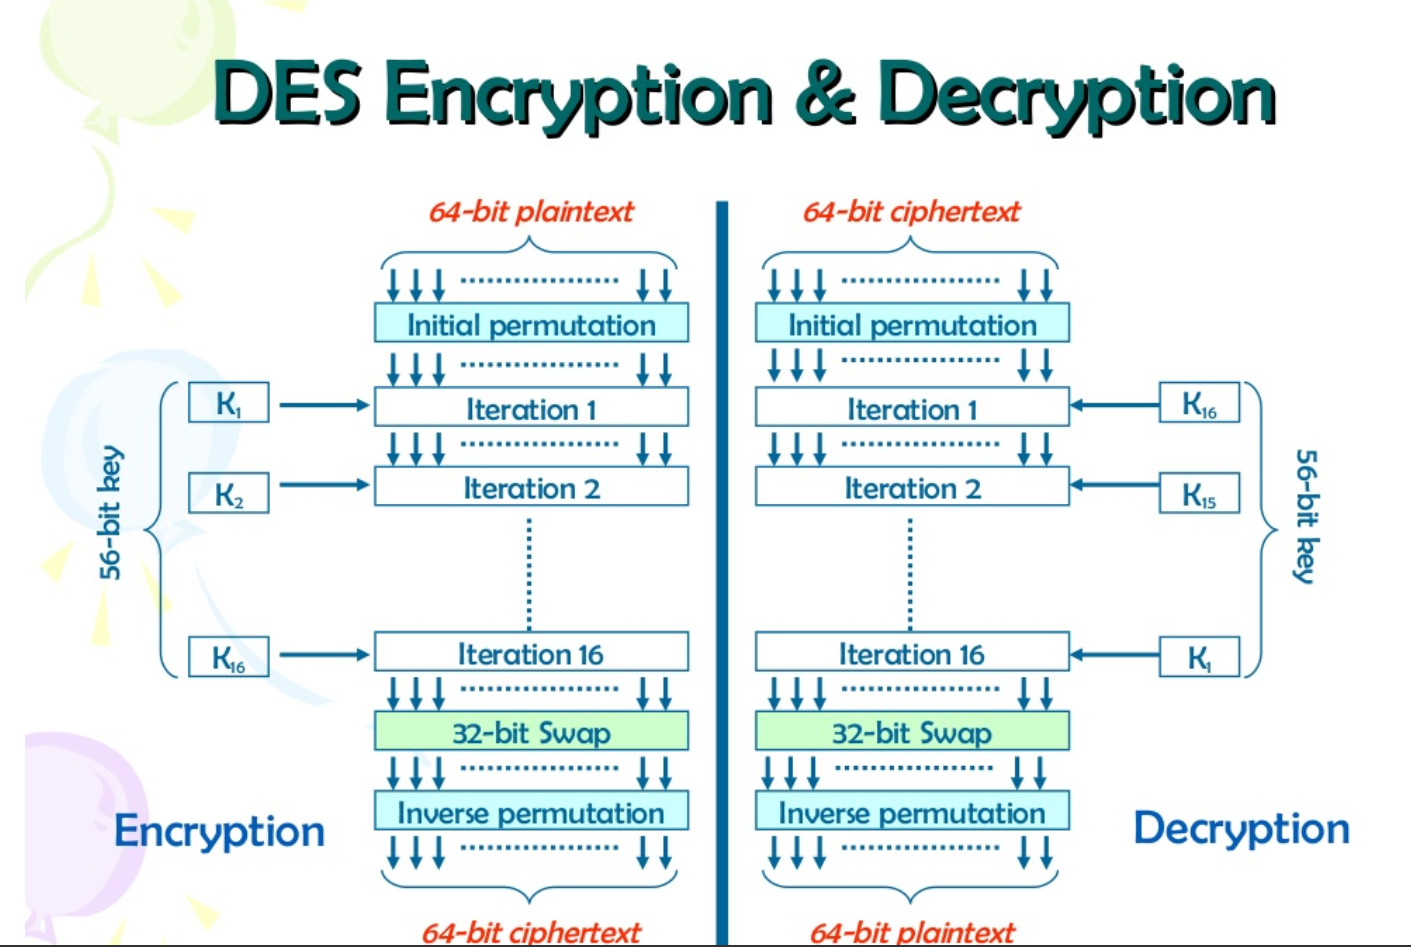 DES Encryption & Decryption
64-bit plaintext
Initial permutation
K1
Iteration 1
K2
Iteration 2
K16
Iteration 16
56-bit key
32-bit Swap
Inverse permutation
Encryption
64-bit ciphertext
64-bit ciphertext
Initial permutation
Iteration 1
K16
Iteration 2
K15
Iteration 16
K1
56-bit key
32-bit Swap
Inverse permutation
Decryption
64-bit plaintext